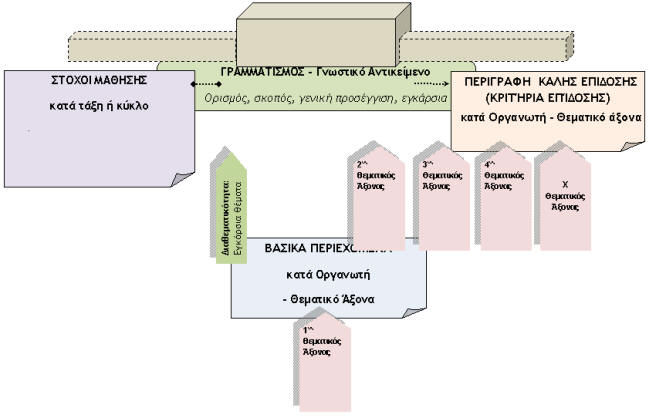 ΓΡΑΜΜΑΤΙΣΜΟΣ – Γνωστικό Αντικείμενο
Ορισμός, σκοπός, γενική προσέγγιση, εγκάρσια
ΣΤΟΧΟΙ ΜΑΘΗΣΗΣ
κατά τάξη ή κύκλο
ΠΕΡΙΓΡΑΦΗ ΚΑΛΗΣ ΕΠΙΔΟΣΗΣ
(ΚΡΙΤΉΡΙΑ ΕΠΙΔΟΣΗΣ)
κατά Οργανωτή - Θεματικό άξονα
Διαθεματικότητα:
Εγκάρσια θέματα
2ος
Θεματικός
Άξονας
3ος
Θεματικός
Άξονας
4ος
Θεματικός
Άξονας
Χ
Θεματικός
Άξονας
ΒΑΣΙΚΑ
κατά Οργανωτή
- Θεματικό Άξονα
1ος
Θεματικός
Άξονας